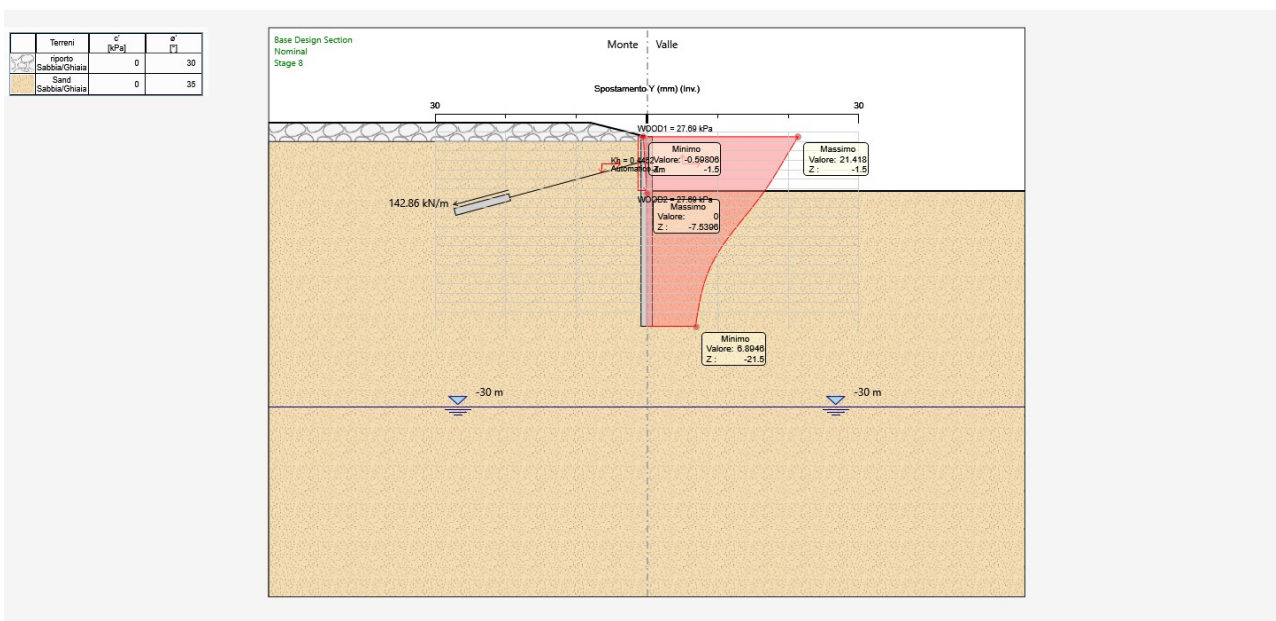 Terreni c' ø'
[kPa] [°]
riporto
Sabbia/Ghiaia 0 30
Sand
Sabbia/Ghiaia 0 35
Base Design Section
Nominal
Stage 8
Monte Valle
Spostamento Y (mm) (Inv.)
30 30
WOOD1 = 27.69 kPa
Minimo
Valore: -0.59806
-1.5
Massimo
Valore: 21.418
Z : -1.5
Automatic
142.86 kN/m
WOOD2 = 27.69 kPa
Massimo
Valore: 0
Z : -7.5396
Minimo
Valore: 6.8946
Z : -21.5
-30 m -30 m